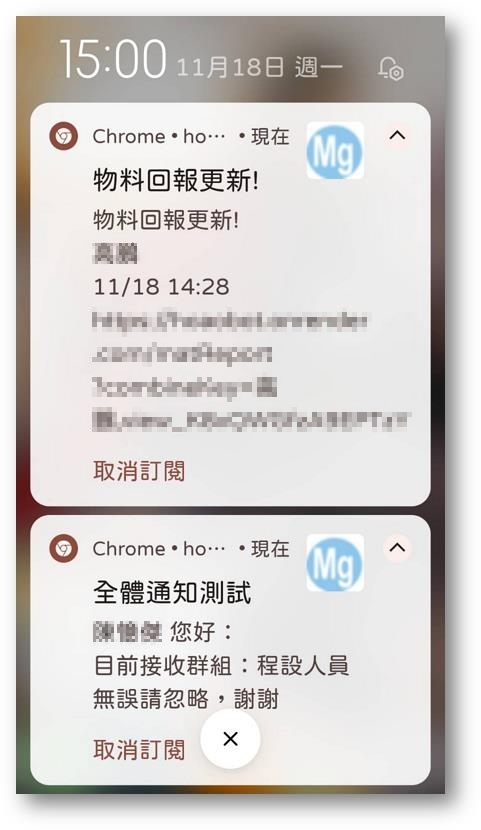 15:00 11月18日 週一
Chrome • ho… • 現在
Mg
物料回報更新!
物料回報更新!
11/18 14:28
取消訂閱
Chrome • ho… • 現在
Mg
全體通知測試
您好：
目前接收群組：程設人員
無誤請忽略，謝謝
取消訂閱